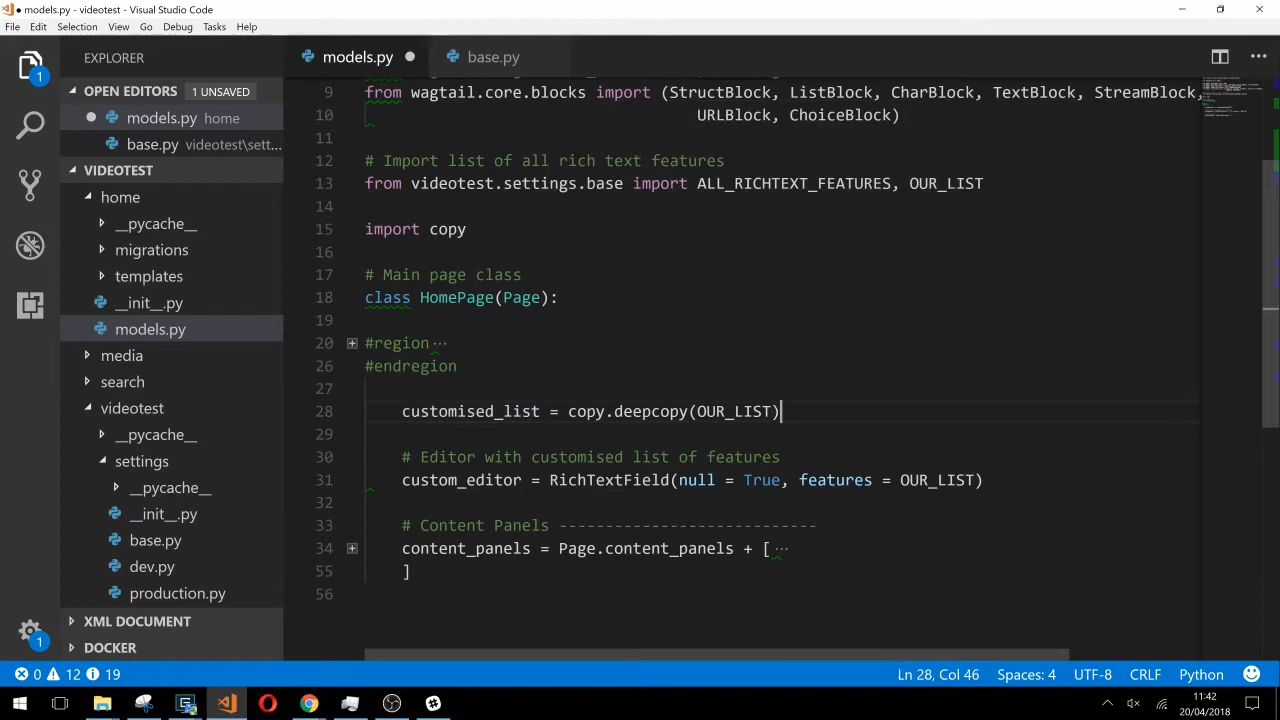 models.py - videotest - Visual Studio Code
File Edit Selection View Go Debug Tasks Help
EXPLORER
models.py
base.py
OPEN EDITORS 1 UNSAVED
models.py home
base.py videotest\sett...
VIDEOTEST
home
__pycache__
migrations
templates
__init__.py
models.py
media
search
videotest
__pycache__
settings
__pycache__
__init__.py
base.py
dev.py
production.py
XML DOCUMENT
DOCKER
9 from wagtail.core.blocks import (StructBlock, ListBlock, CharBlock, TextBlock, StreamBlock,
10 URLBlock, ChoiceBlock)
11
12 # Import list of all rich text features
13 from videotest.settings.base import ALL_RICHTEXT_FEATURES, OUR_LIST
14
15 import copy
16
17 # Main page class
18 class HomePage(Page):
19
20 #region ...
26 #endregion
27
28 customised_list = copy.deepcopy(OUR_LIST)
29
30 # Editor with customised list of features
31 custom_editor = RichTextField(null = True, features = OUR_LIST)
32
33 # Content Panels ----------------------------
34 content_panels = Page.content_panels + [ ...
55 ]
56
1
1
0 12 19
Ln 28, Col 46 Spaces: 4 UTF-8 CRLF Python
11:42
20/04/2018